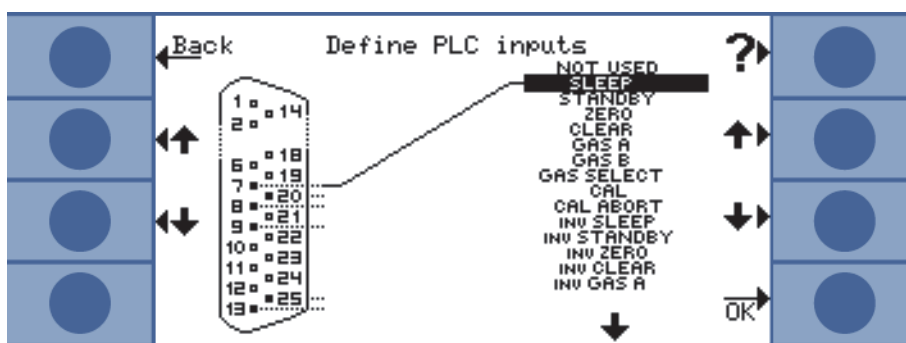 Back
Define PLC inputs
?
NOT USED
SLEEP
STANDBY
ZERO
CLEAR
GAS A
GAS B
GAS SELECT
CAL
CAL ABORT
INV SLEEP
INV STANDBY
INV ZERO
INV CLEAR
INV GAS A
1
14
2
18
6
19
7
20
8
21
9
22
10
23
11
24
12
25
13
OK